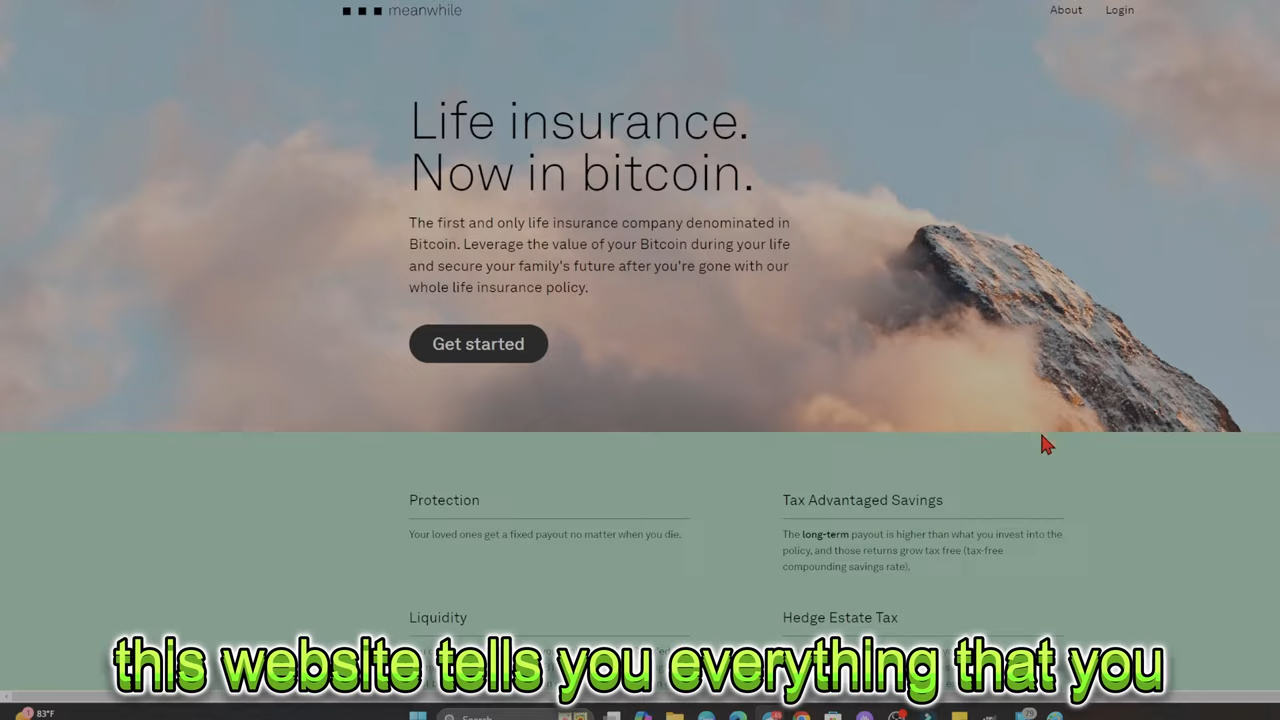 meanwhile
About
Login
Life insurance.
Now in bitcoin.
The first and only life insurance company denominated in
Bitcoin. Leverage the value of your Bitcoin during your life
and secure your family's future after you're gone with our
whole life insurance policy.
Get started
Protection
Your loved ones get a fixed payout no matter when you die.
Tax Advantaged Savings
The long-term payout is higher than what you invest into the
policy, and those returns grow tax free (tax-free
compounding savings rate).
Liquidity
Hedge Estate Tax
this website tells you everything that you
83°F
Search